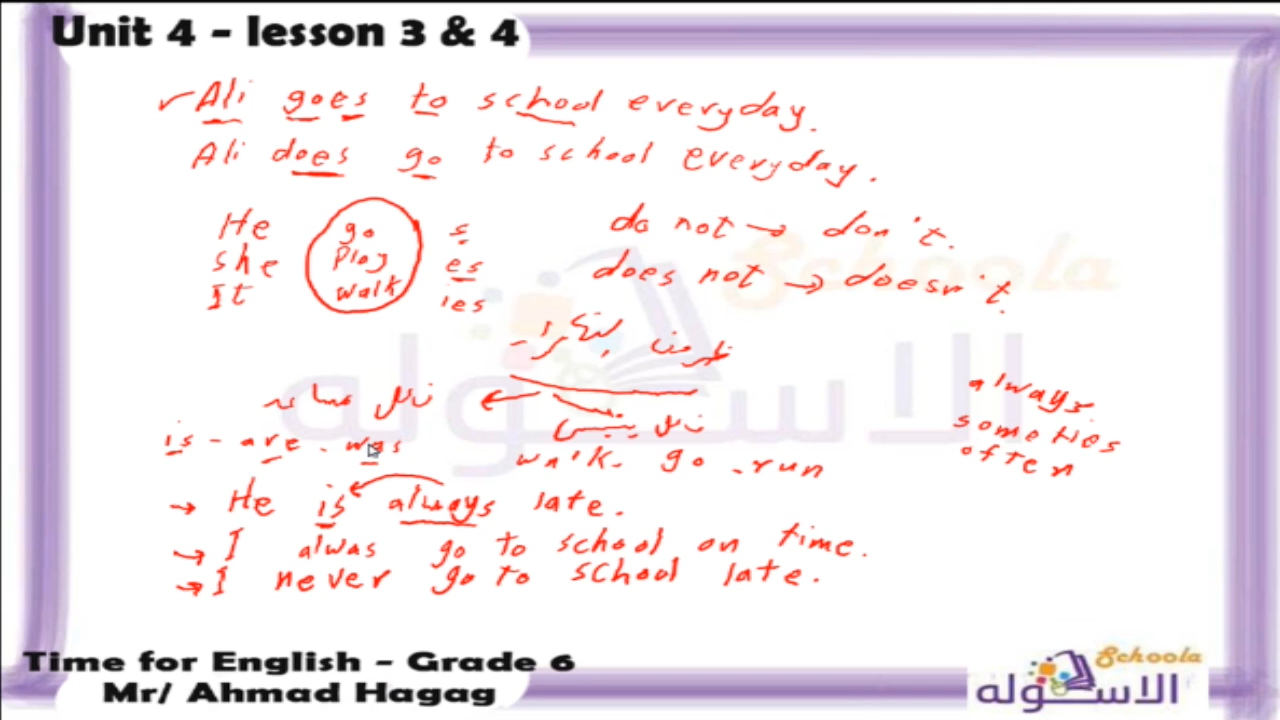 Unit 4 - lesson 3 & 4
Ali goes to school everyday.
Ali does go to school everyday.
He go s do not → don't.
she play es does not → doesn't.
It walk ies
ظرف التكرار
always
فعل مساعد ← فعل رئيسي
someties
is - are - was walk - go - run
often
→ He is always late.
→ I alwas go to school on time.
→ I never go to school late.
Time for English - Grade 6
Mr/ Ahmad Hagag
Schoola
الاسكوله